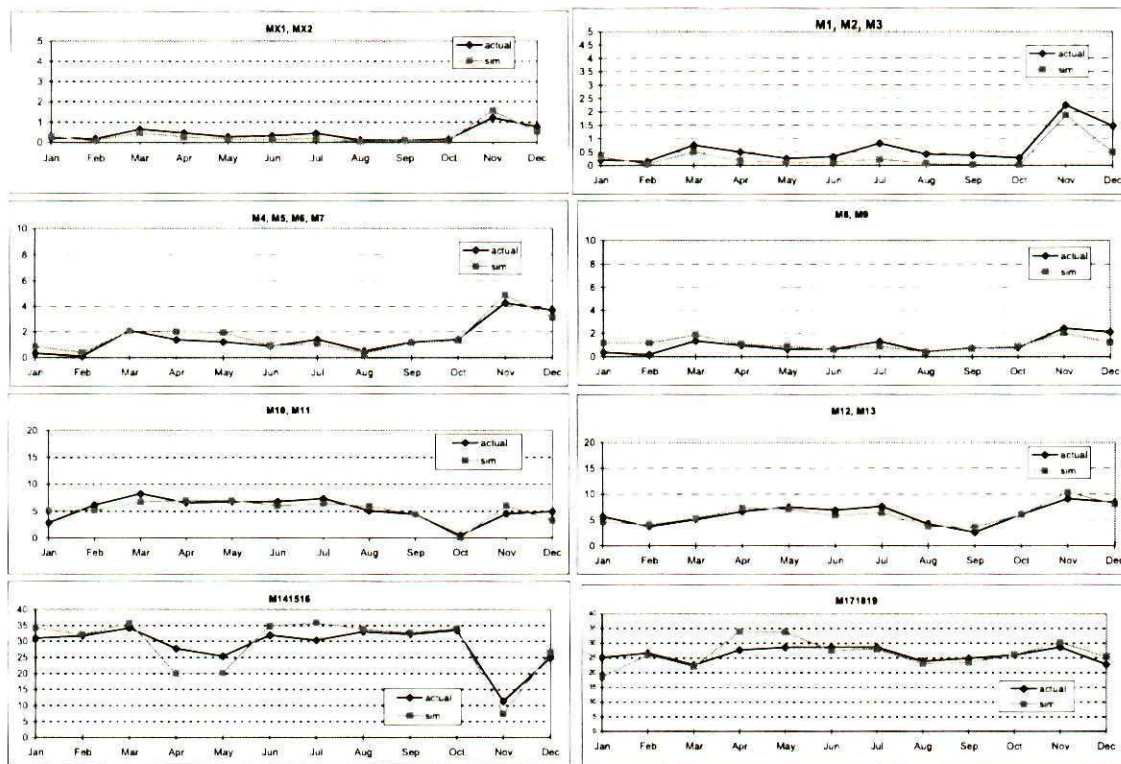 MX1, MX2
5
4
3
2
1
0
actual
sim
Jan Feb Mar Apr May Jun Jul Aug Sep Oct Nov Dec
M1, M2, M3
5
4 5
4
3 5
3
2 5
2
1 5
1
0 5
0
actual
sim
Jan Feb Mar Apr May Jun Jul Aug Sep Oct Nov Dec
M4, M5, M6, M7
10
8
6
4
2
0
actual
sim
Jan Feb Mar Apr May Jun Jul Aug Sep Oct Nov Dec
M8, M9
10
8
6
4
2
0
actual
sim
Jan Feb Mar Apr May Jun Jul Aug Sep Oct Nov Dec
M10, M11
20
15
10
5
0
actual
sim
Jan Feb Mar Apr May Jun Jul Aug Sep Oct Nov Dec
M12, M13
20
15
10
5
0
actual
sim
Jan Feb Mar Apr May Jun Jul Aug Sep Oct Nov Dec
M141516
40
35
30
25
20
15
10
5
0
actual
sim
Jan Feb Mar Apr May Jun Jul Aug Sep Oct Nov Dec
M171819
40
35
30
25
20
15
10
5
0
actual
sim
Jan Feb Mar Apr May Jun Jul Aug Sep Oct Nov Dec